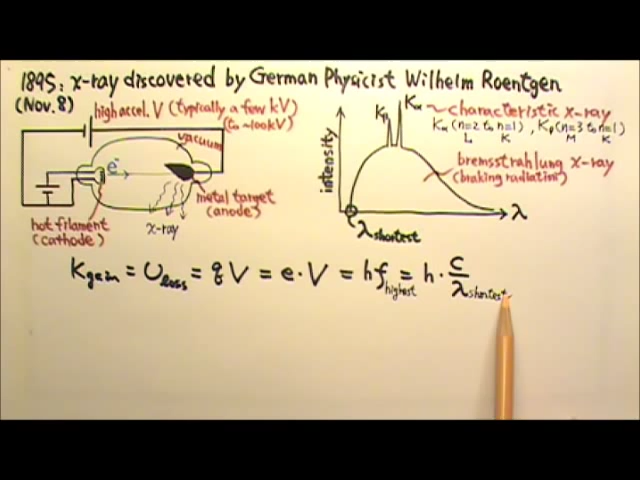 1895: x-ray discovered by German Physicist Wilhelm Roentgen
(Nov. 8)
high accel. V (typically a few kV)
(to ~100kV)
vacuum
e⁻
metal target
(anode)
hot filament
(cathode)
x-ray
intensity
Kβ Kα ~characteristic x-ray
Kα (n=2 to n=1), Kβ(n=3 to n=1)
L K M K
bremsstrahlung x-ray
(braking radiation)
λ
λshortest
Kgain = Uloss = qV = e·V = hfhighest = h · c/λshortest